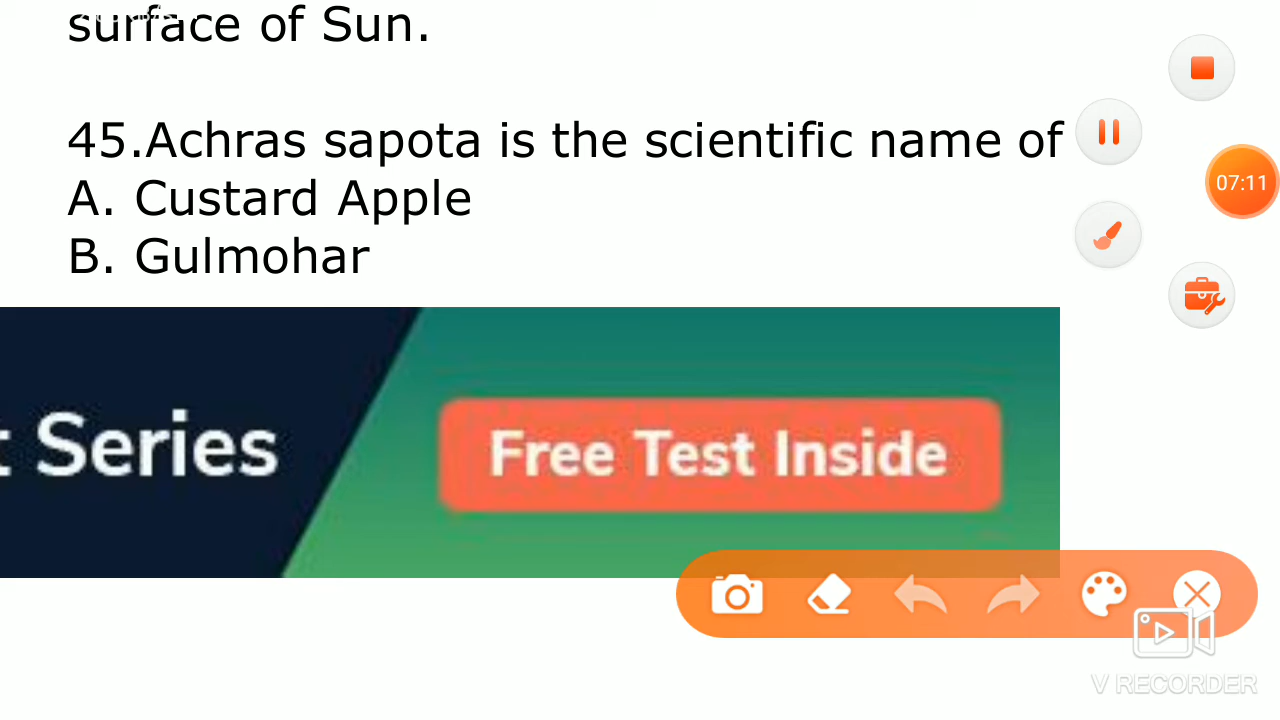 surface of Sun.
45.Achras sapota is the scientific name of
A. Custard Apple
B. Gulmohar
07:11
Series
Free Test Inside
V RECORDER